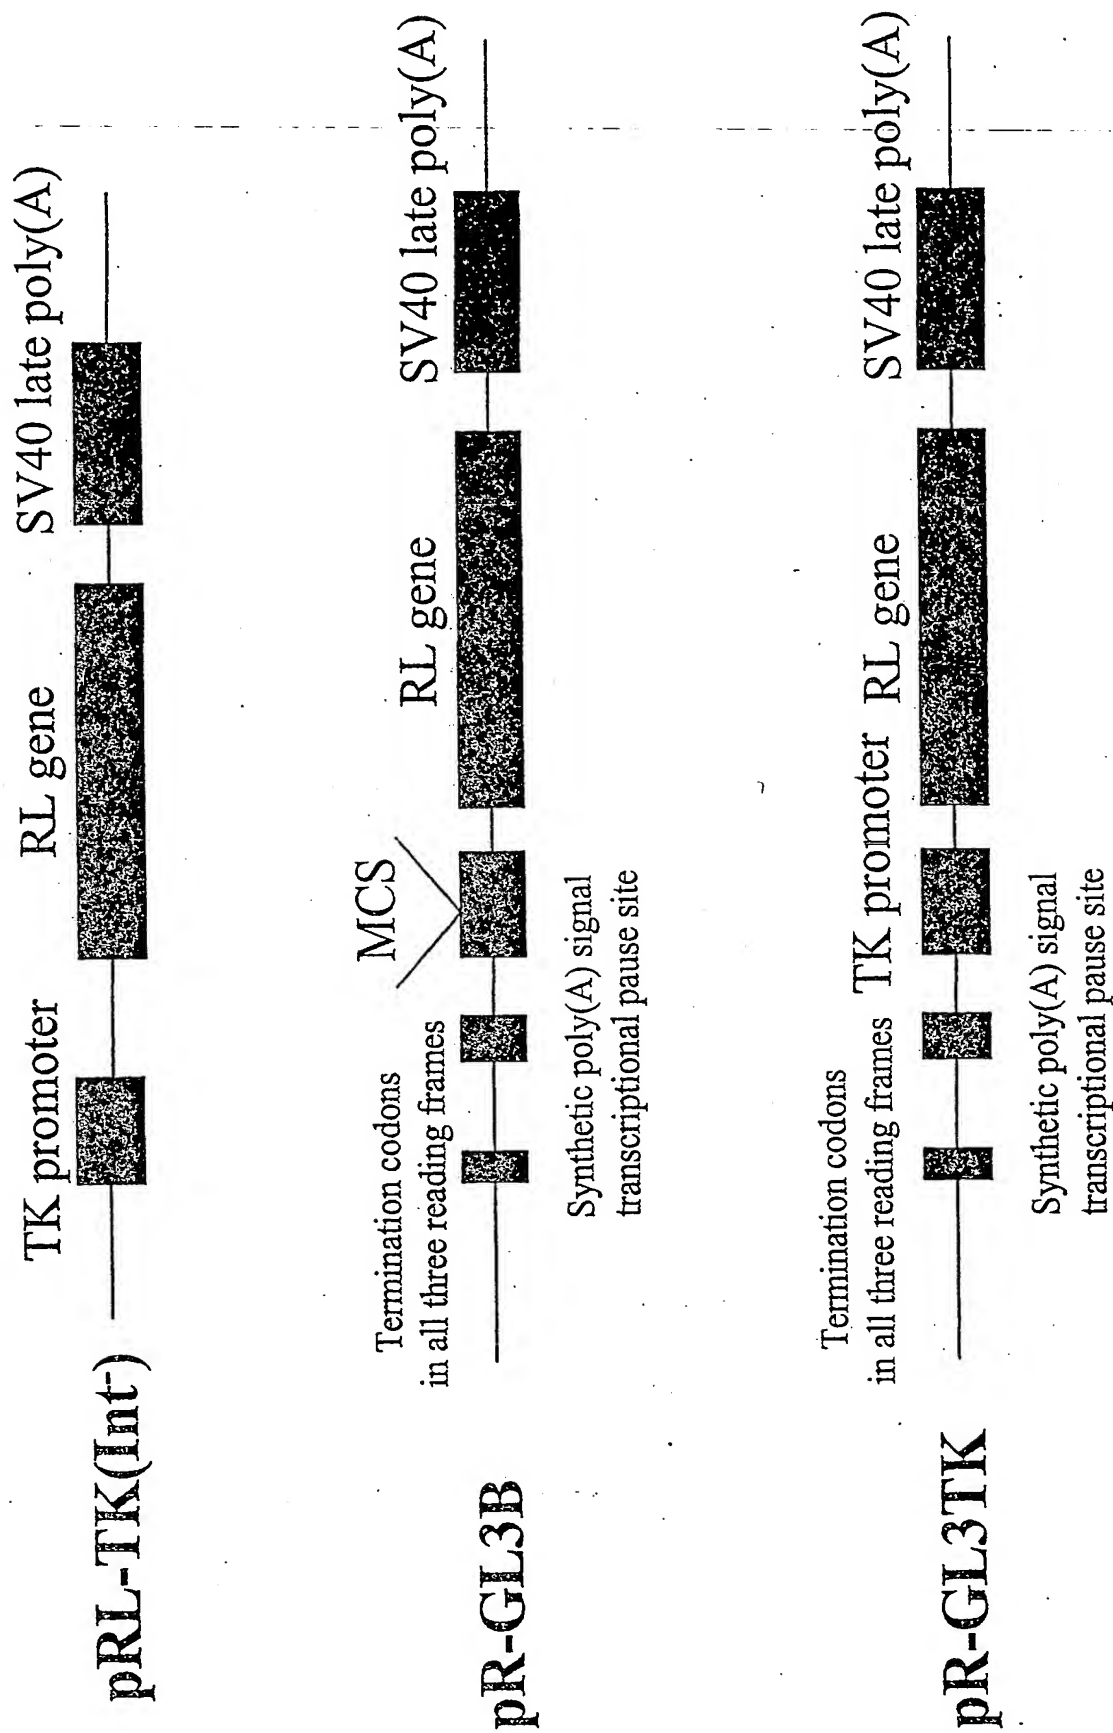 pRL-TK(Int-)
TK promoter
RL gene
SV40 late poly(A)
pR-GL3B
Termination codons
in all three reading frames
MCS
RL gene
SV40 late poly(A)
Synthetic poly(A) signal
transcriptional pause site
pR-GL3TK
Termination codons
in all three reading frames
TK promoter
RL gene
SV40 late poly(A)
Synthetic poly(A) signal
transcriptional pause site